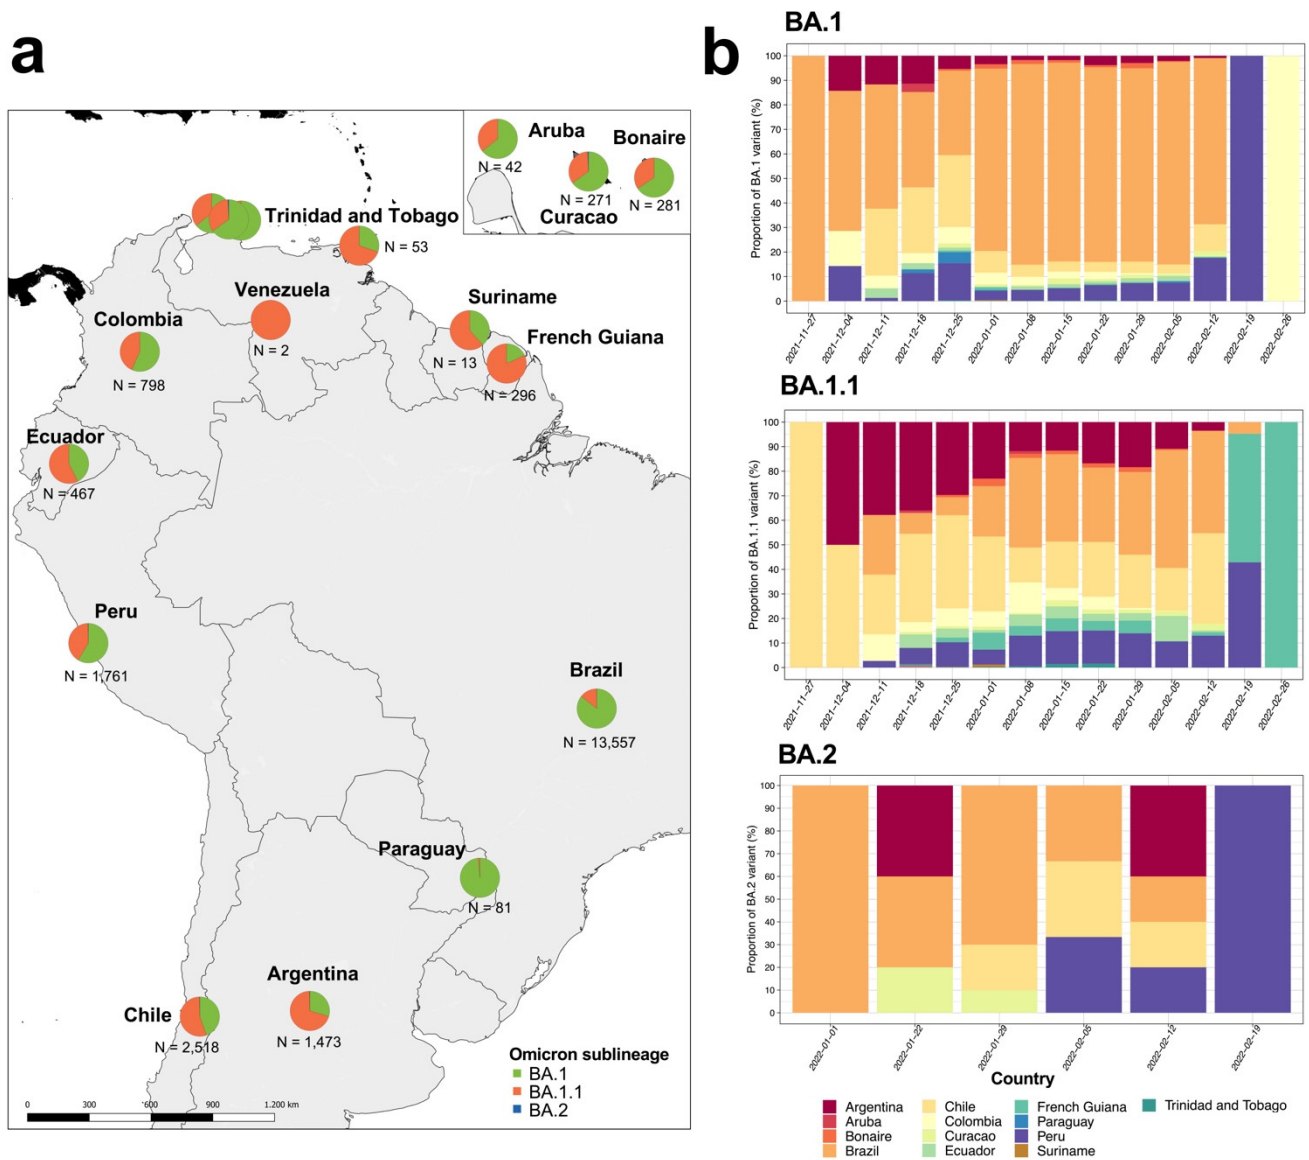 a
Aruba
N = 42
Bonaire
N = 271
N = 281
Curacao
Trinidad and Tobago
N = 53
Venezuela
N = 2
Suriname
N = 13
French Guiana
N = 296
Colombia
N = 798
Ecuador
N = 467
Peru
N = 1,761
Brazil
N = 13,557
Paraguay
N = 81
Argentina
N = 1,473
Chile
N = 2,518
Omicron sublineage
BA.1
BA.1.1
BA.2
0 300 600 900 1.200 km
b
BA.1
Proportion of BA.1 variant (%)
100
90
80
70
60
50
40
30
20
10
0
2021-11-27
2021-12-04
2021-12-11
2021-12-18
2021-12-25
2022-01-01
2022-01-08
2022-01-15
2022-01-22
2022-01-29
2022-02-05
2022-02-12
2022-02-19
2022-02-26
BA.1.1
Proportion of BA.1.1 variant (%)
100
90
80
70
60
50
40
30
20
10
0
2021-11-27
2021-12-04
2021-12-11
2021-12-18
2021-12-25
2022-01-01
2022-01-08
2022-01-15
2022-01-22
2022-01-29
2022-02-05
2022-02-12
2022-02-19
2022-02-26
BA.2
Proportion of BA.2 variant (%)
100
90
80
70
60
50
40
30
20
10
0
2022-01-01
2022-01-22
2022-01-29
2022-02-05
2022-02-12
2022-02-19
Country
Argentina
Aruba
Bonaire
Brazil
Chile
Colombia
Curacao
Ecuador
French Guiana
Paraguay
Peru
Suriname
Trinidad and Tobago